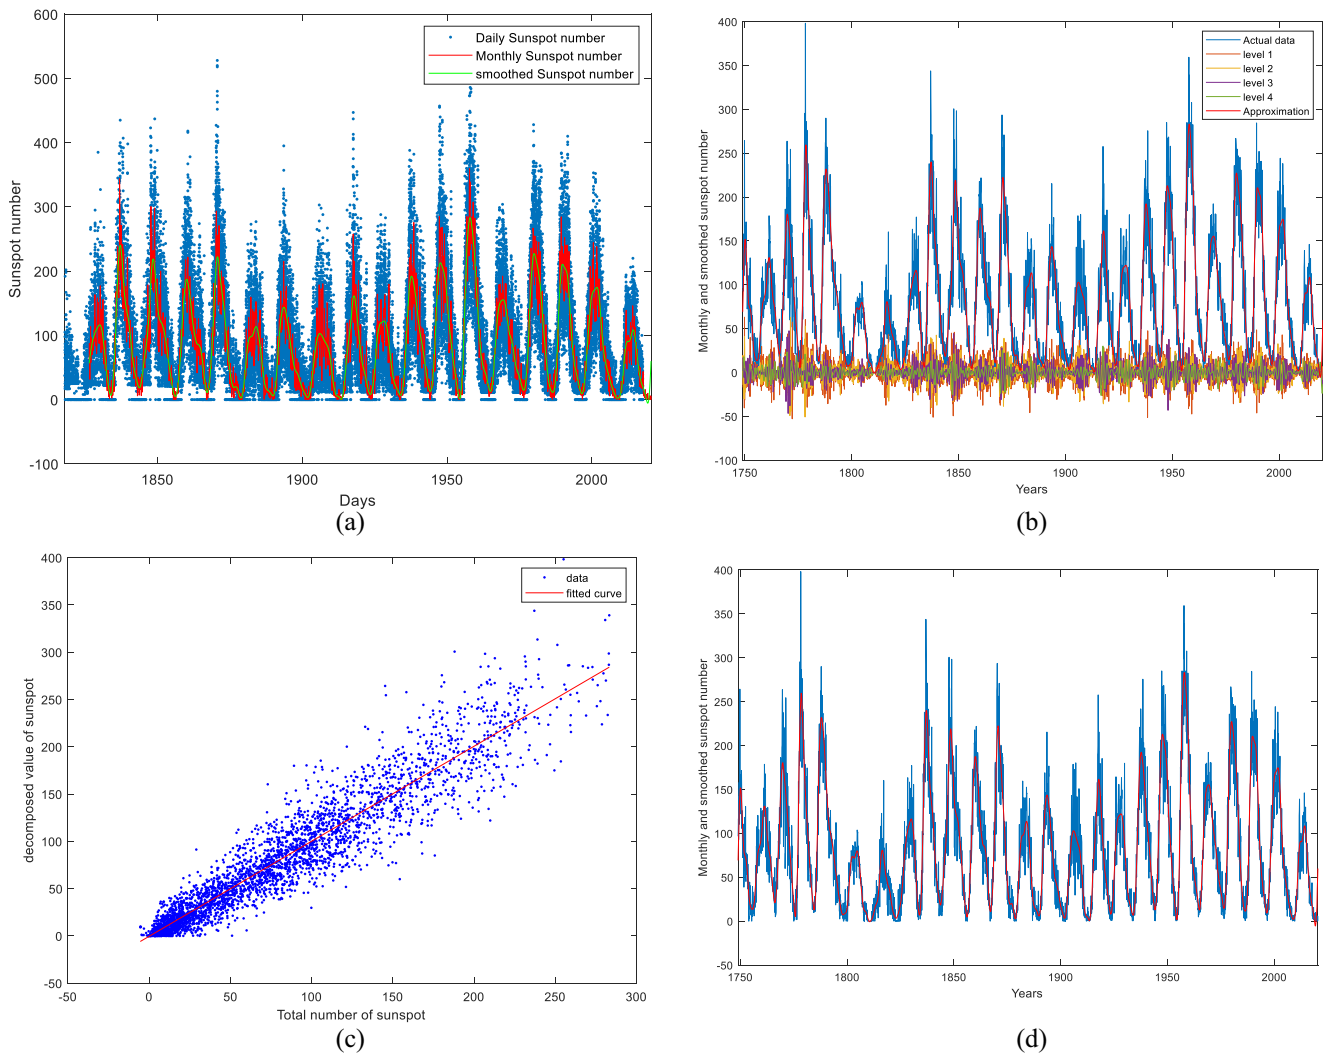 600
500
400
300
200
100
0
-100
Sunspot number
Daily Sunspot number
Monthly Sunspot number
smoothed Sunspot number
1850
1900
1950
2000
Days
(a)
400
350
300
250
200
150
100
50
0
-50
-100
Monthly and smoothed sunspot number
Actual data
level 1
level 2
level 3
level 4
Approximation
1750
1800
1850
1900
1950
2000
Years
(b)
400
350
300
250
200
150
100
50
0
-50
decomposed value of sunspot
data
fitted curve
-50
0
50
100
150
200
250
300
Total number of sunspot
(c)
400
350
300
250
200
150
100
50
0
-50
Monthly and smoothed sunspot number
1750
1800
1850
1900
1950
2000
Years
(d)